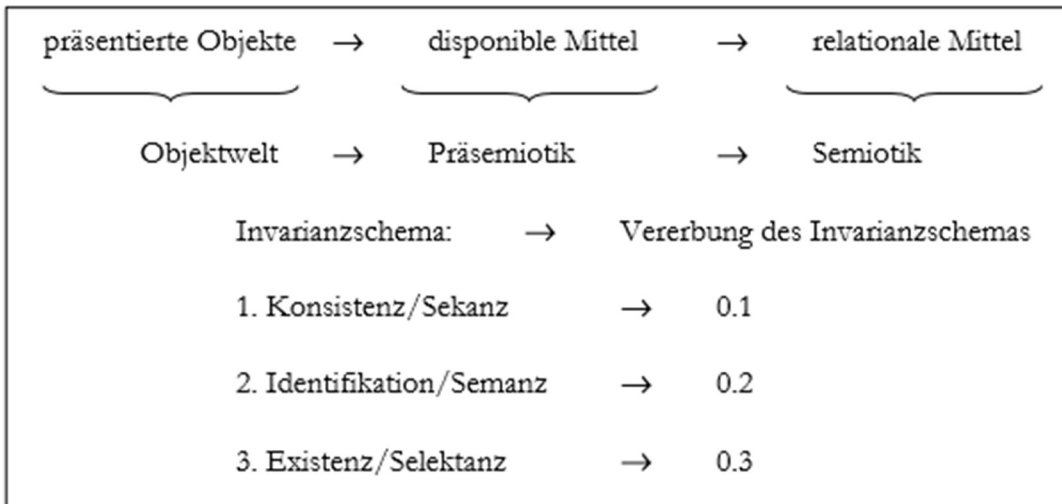 präsentierte Objekte → disponible Mittel → relationale Mittel
Objektwelt → Präsemiotik → Semiotik
Invarianzschema: → Vererbung des Invarianzschemas
1. Konsistenz/Sekanz → 0.1
2. Identifikation/Semanz → 0.2
3. Existenz/Selektanz → 0.3